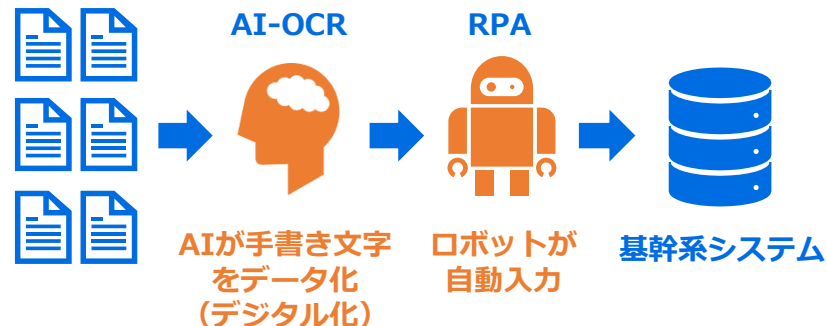 AI-OCR
RPA
AIが手書き文字
をデータ化
（デジタル化）
ロボットが
自動入力
基幹系システム